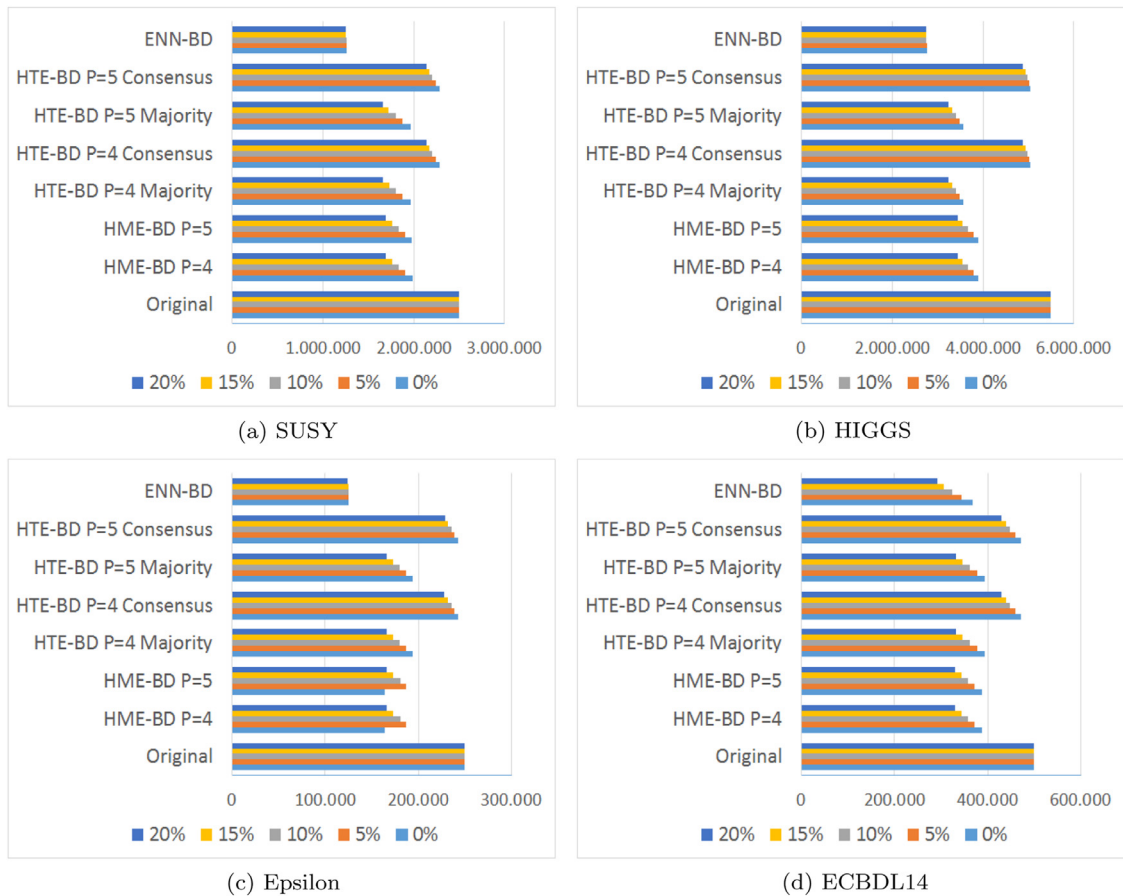 ENN-BD
HTE-BD P=5 Consensus
HTE-BD P=5 Majority
HTE-BD P=4 Consensus
HTE-BD P=4 Majority
HME-BD P=5
HME-BD P=4
Original
0 1.000.000 2.000.000 3.000.000
20% 15% 10% 5% 0%
(a) SUSY
ENN-BD
HTE-BD P=5 Consensus
HTE-BD P=5 Majority
HTE-BD P=4 Consensus
HTE-BD P=4 Majority
HME-BD P=5
HME-BD P=4
Original
0 2.000.000 4.000.000 6.000.000
20% 15% 10% 5% 0%
(b) HIGGS
ENN-BD
HTE-BD P=5 Consensus
HTE-BD P=5 Majority
HTE-BD P=4 Consensus
HTE-BD P=4 Majority
HME-BD P=5
HME-BD P=4
Original
0 100.000 200.000 300.000
20% 15% 10% 5% 0%
(c) Epsilon
ENN-BD
HTE-BD P=5 Consensus
HTE-BD P=5 Majority
HTE-BD P=4 Consensus
HTE-BD P=4 Majority
HME-BD P=5
HME-BD P=4
Original
0 200.000 400.000 600.000
20% 15% 10% 5% 0%
(d) ECBDL14